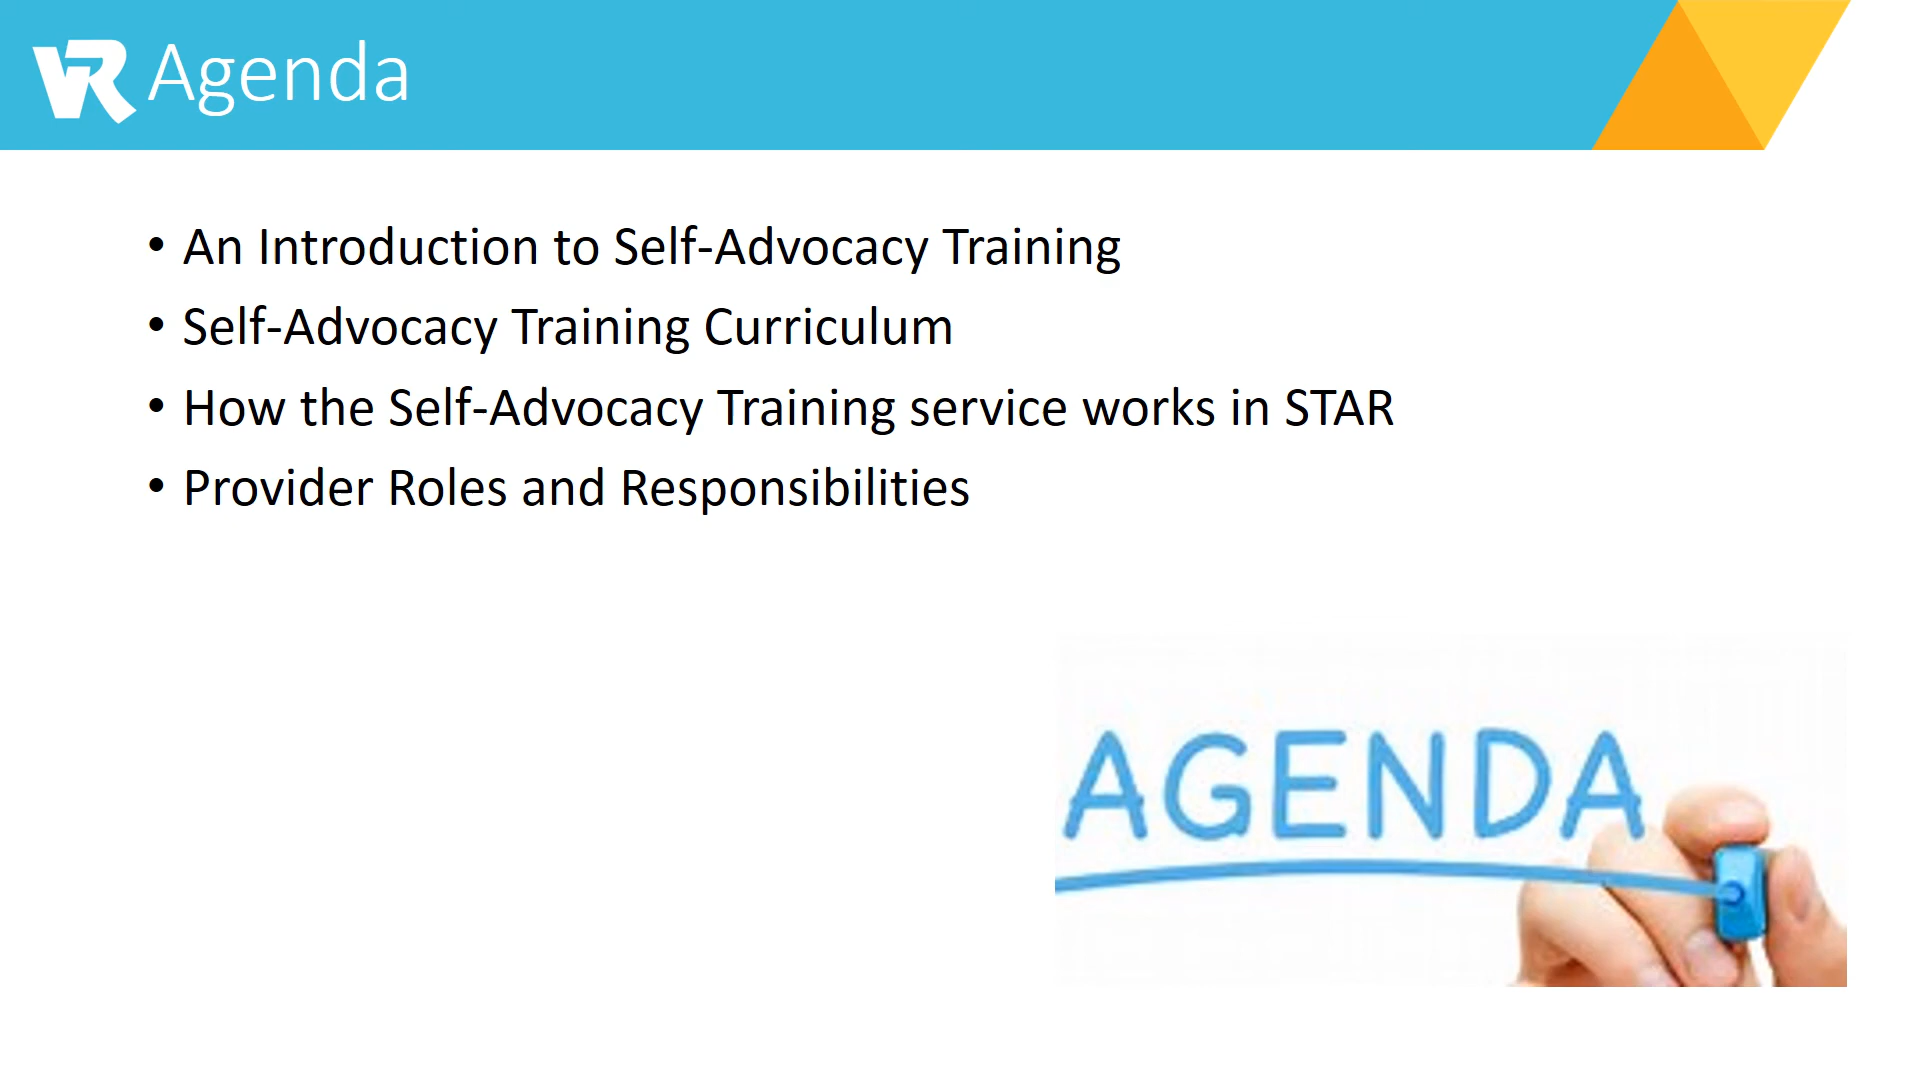 VR Agenda
• An Introduction to Self-Advocacy Training
• Self-Advocacy Training Curriculum
• How the Self-Advocacy Training service works in STAR
• Provider Roles and Responsibilities
AGENDA